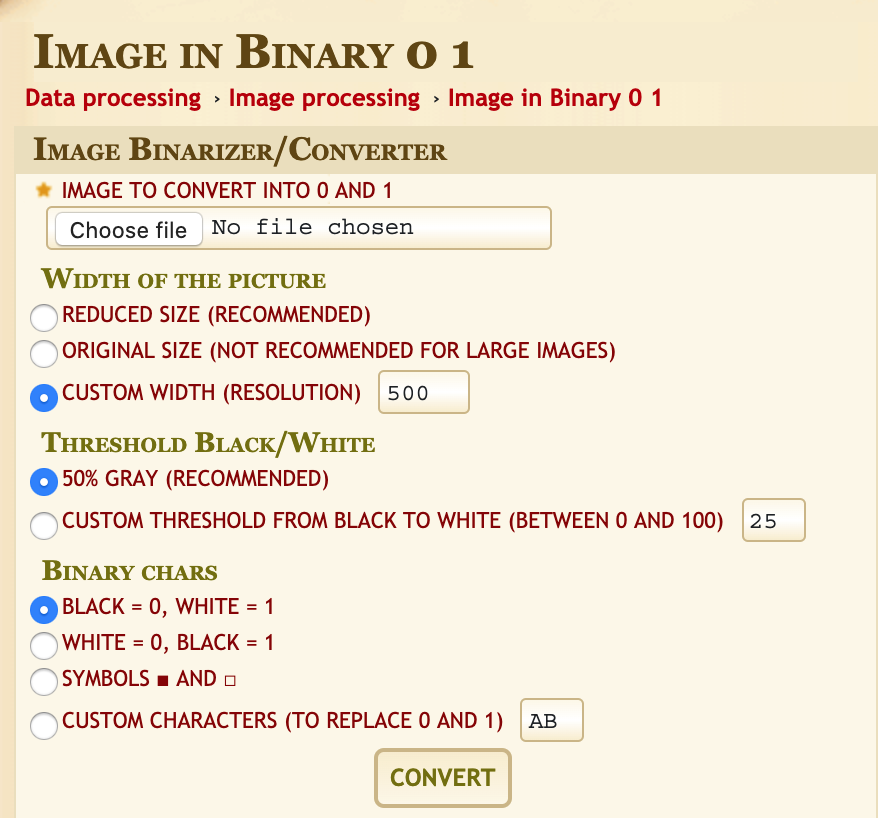 Image in Binary 0 1
Data processing › Image processing › Image in Binary 0 1
Image Binarizer/Converter
IMAGE TO CONVERT INTO 0 AND 1
Choose file No file chosen
Width of the picture
REDUCED SIZE (RECOMMENDED)
ORIGINAL SIZE (NOT RECOMMENDED FOR LARGE IMAGES)
CUSTOM WIDTH (RESOLUTION) 500
Threshold Black/White
50% GRAY (RECOMMENDED)
CUSTOM THRESHOLD FROM BLACK TO WHITE (BETWEEN 0 AND 100) 25
Binary chars
BLACK = 0, WHITE = 1
WHITE = 0, BLACK = 1
SYMBOLS ■ AND □
CUSTOM CHARACTERS (TO REPLACE 0 AND 1) AB
CONVERT